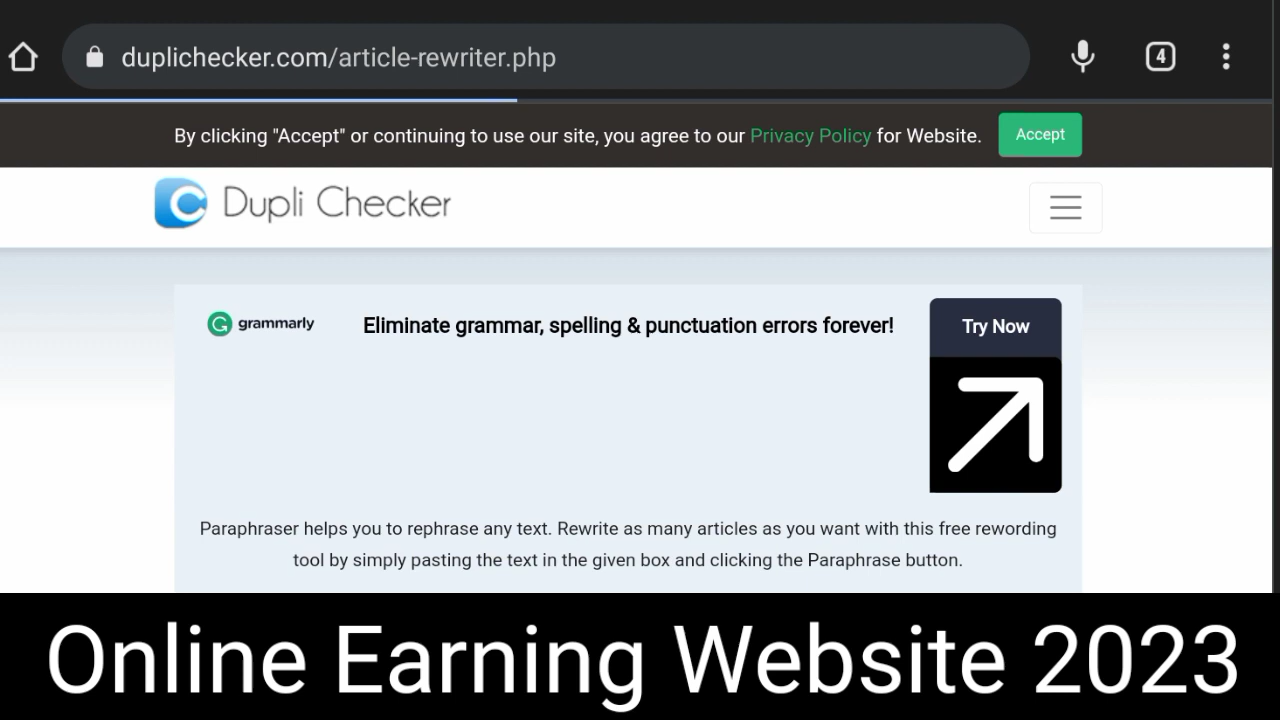 duplichecker.com/article-rewriter.php
4
By clicking "Accept" or continuing to use our site, you agree to our Privacy Policy for Website.
Accept
Dupli Checker
grammarly
Eliminate grammar, spelling & punctuation errors forever!
Try Now
Paraphraser helps you to rephrase any text. Rewrite as many articles as you want with this free rewording
tool by simply pasting the text in the given box and clicking the Paraphrase button.
Online Earning Website 2023